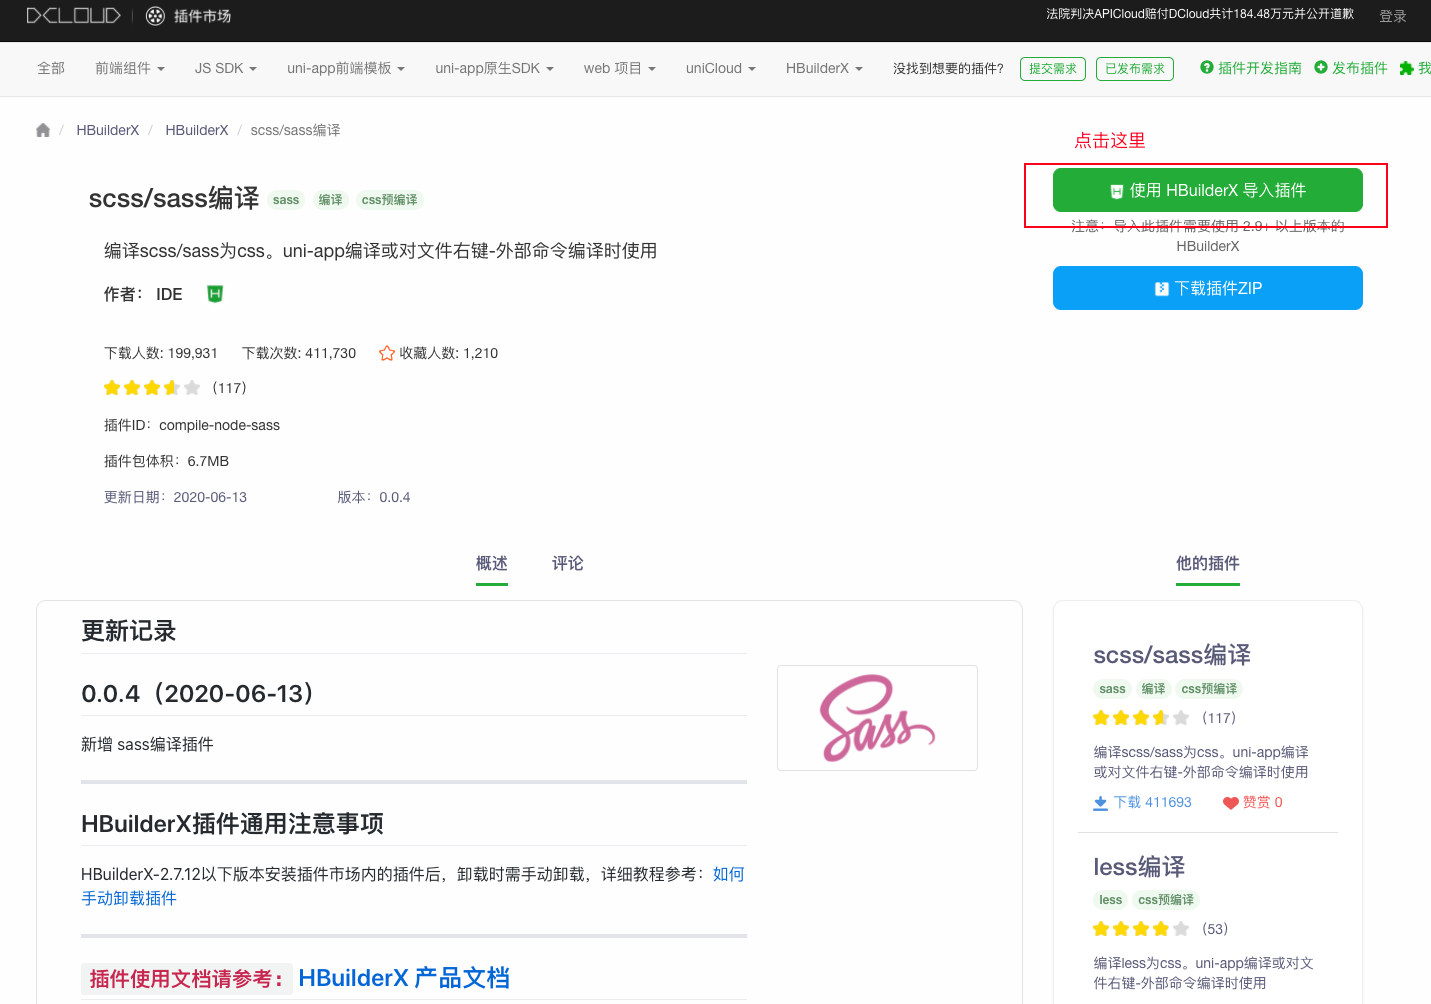 DCLOUD 插件市场 法院判决APICloud赔付DCloud共计184.48万元并公开道歉 登录
全部 前端组件 JS SDK uni-app前端模板 uni-app原生SDK web 项目 uniCloud HBuilderX 没找到想要的插件? 提交需求 已发布需求 插件开发指南 发布插件 我
/ HBuilderX / HBuilderX / scss/sass编译
点击这里
scss/sass编译 sass 编译 css预编译
使用 HBuilderX 导入插件
注意：导入此插件需要使用 2.9+ 以上版本的
HBuilderX
编译scss/sass为css。uni-app编译或对文件右键-外部命令编译时使用
作者： IDE
下载插件ZIP
下载人数: 199,931 下载次数: 411,730 收藏人数: 1,210
(117)
插件ID：compile-node-sass
插件包体积：6.7MB
更新日期：2020-06-13 版本：0.0.4
概述 评论
更新记录
0.0.4（2020-06-13）
新增 sass编译插件
Sass
HBuilderX插件通用注意事项
HBuilderX-2.7.12以下版本安装插件市场内的插件后，卸载时需手动卸载，详细教程参考：如何
手动卸载插件
插件使用文档请参考： HBuilderX 产品文档
他的插件
scss/sass编译
sass 编译 css预编译
(117)
编译scss/sass为css。uni-app编译
或对文件右键-外部命令编译时使用
下载 411693 赞赏 0
less编译
less css预编译
(53)
编译less为css。uni-app编译或对文
件右键-外部命令编译时使用